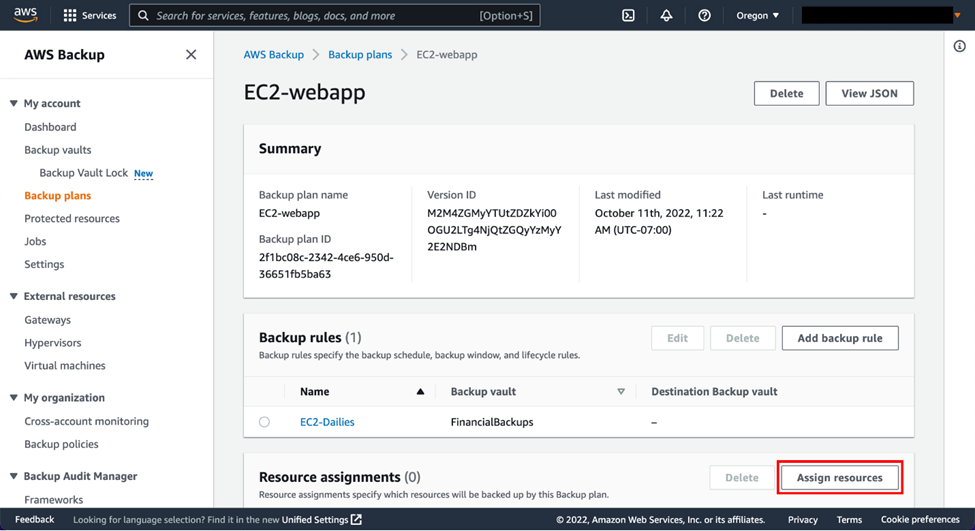 aws
Services
Search for services, features, blogs, docs, and more
[Option+S]
Oregon
AWS Backup
My account
Dashboard
Backup vaults
Backup Vault Lock New
Backup plans
Protected resources
Jobs
Settings
External resources
Gateways
Hypervisors
Virtual machines
My organization
Cross-account monitoring
Backup policies
Backup Audit Manager
Frameworks
AWS Backup > Backup plans > EC2-webapp
EC2-webapp
Delete
View JSON
Summary
Backup plan name
EC2-webapp
Backup plan ID
2f1bc08c-2342-4ce6-950d-
36651fb5ba63
Version ID
M2M4ZGMyYTUtZDZkYi00
OGU2LTg4NjQtZGQyYzMyY
2E2NDBm
Last modified
October 11th, 2022, 11:22
AM (UTC-07:00)
Last runtime
-
Backup rules (1)
Edit
Delete
Add backup rule
Backup rules specify the backup schedule, backup window, and lifecycle rules.
Name
Backup vault
Destination Backup vault
EC2-Dailies
FinancialBackups
–
Resource assignments (0)
Delete
Assign resources
Resource assignments specify which resources will be backed up by this Backup plan.
Feedback
Looking for language selection? Find it in the new Unified Settings
© 2022, Amazon Web Services, Inc. or its affiliates.
Privacy
Terms
Cookie preferences